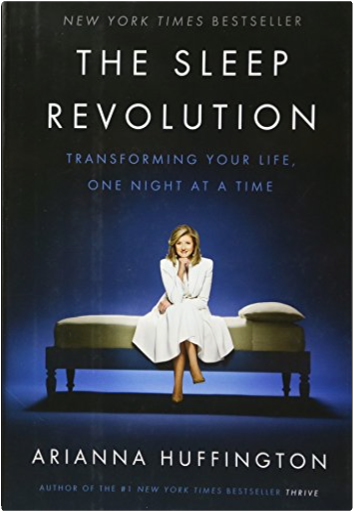 NEW YORK TIMES BESTSELLER
THE SLEEP
REVOLUTION
TRANSFORMING YOUR LIFE,
ONE NIGHT AT A TIME
ARIANNA HUFFINGTON
AUTHOR OF THE #1 NEW YORK TIMES BESTSELLER THRIVE